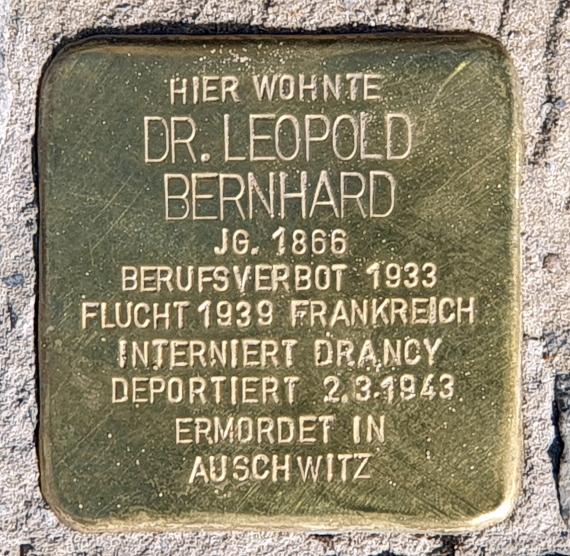 HIER WOHNTE
DR. LEOPOLD
BERNHARD
JG. 1866
BERUFSVERBOT 1933
FLUCHT 1939 FRANKREICH
INTERNIERT DRANCY
DEPORTIERT 2.3.1943
ERMORDET IN
AUSCHWITZ